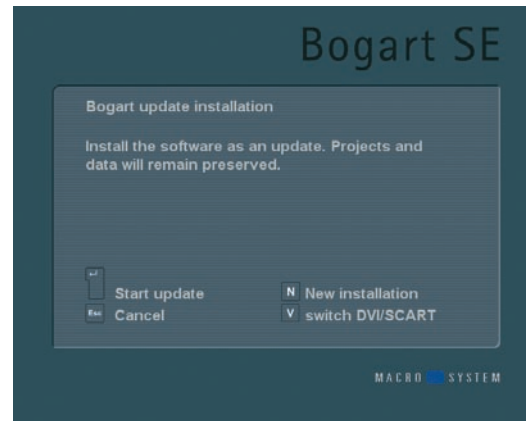 Bogart SE
Bogart update installation
Install the software as an update. Projects and
data will remain preserved.
↵ Start update
N New installation
Esc Cancel
V switch DVI/SCART
MACRO SYSTEM